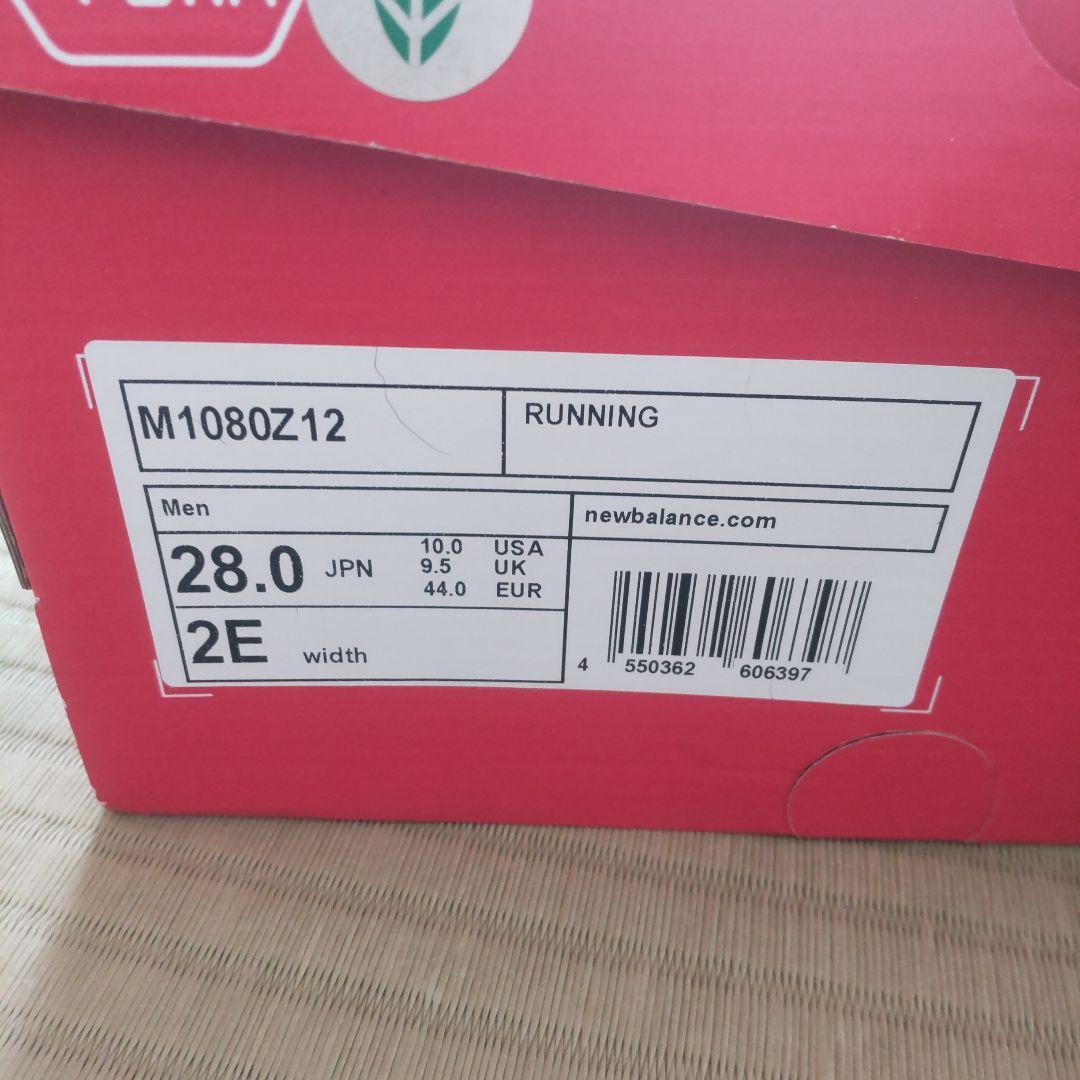 M1080Z12
RUNNING
Men
newbalance.com
28.0 JPN
10.0 USA
9.5 UK
44.0 EUR
2E width
4 550362 606397